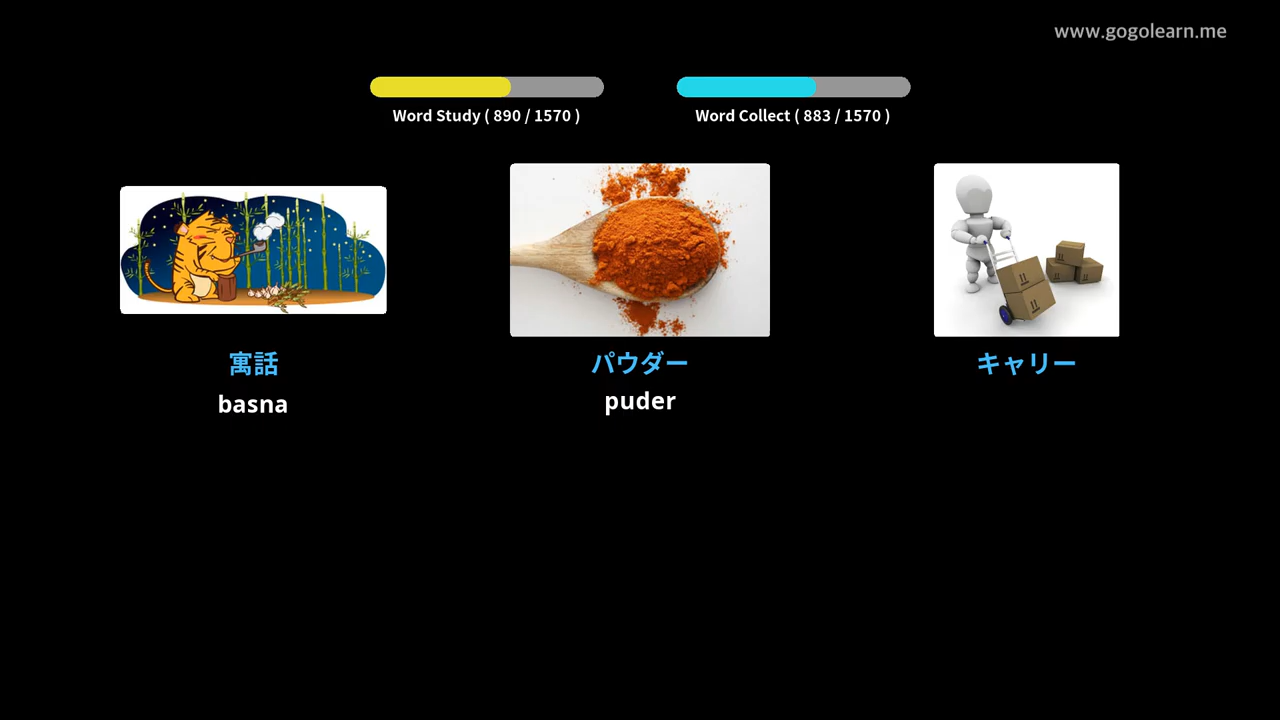 www.gogolearn.me
Word Study ( 890 / 1570 )
Word Collect ( 883 / 1570 )
寓話
basna
パウダー
puder
キャリー